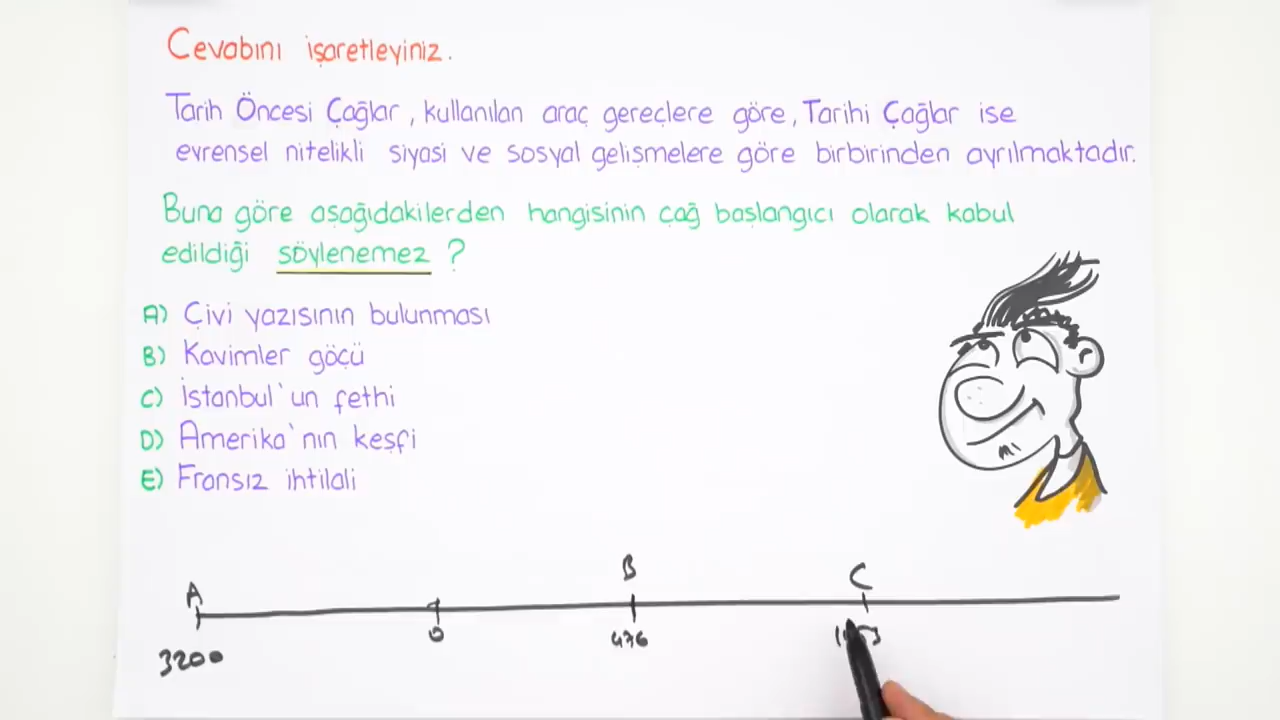 Cevabını işaretleyiniz.
Tarih Öncesi Çağlar, kullanılan araç gereçlere göre, Tarihi Çağlar ise
evrensel nitelikli siyasi ve sosyal gelişmelere göre birbirinden ayrılmaktadır.
Buna göre aşağıdakilerden hangisinin çağ başlangıcı olarak kabul
edildiği söylenemez ?
A) Çivi yazısının bulunması
B) Kavimler göçü
C) İstanbul'un fethi
D) Amerika'nın keşfi
E) Fransız ihtilali
A B C
3200 0 476